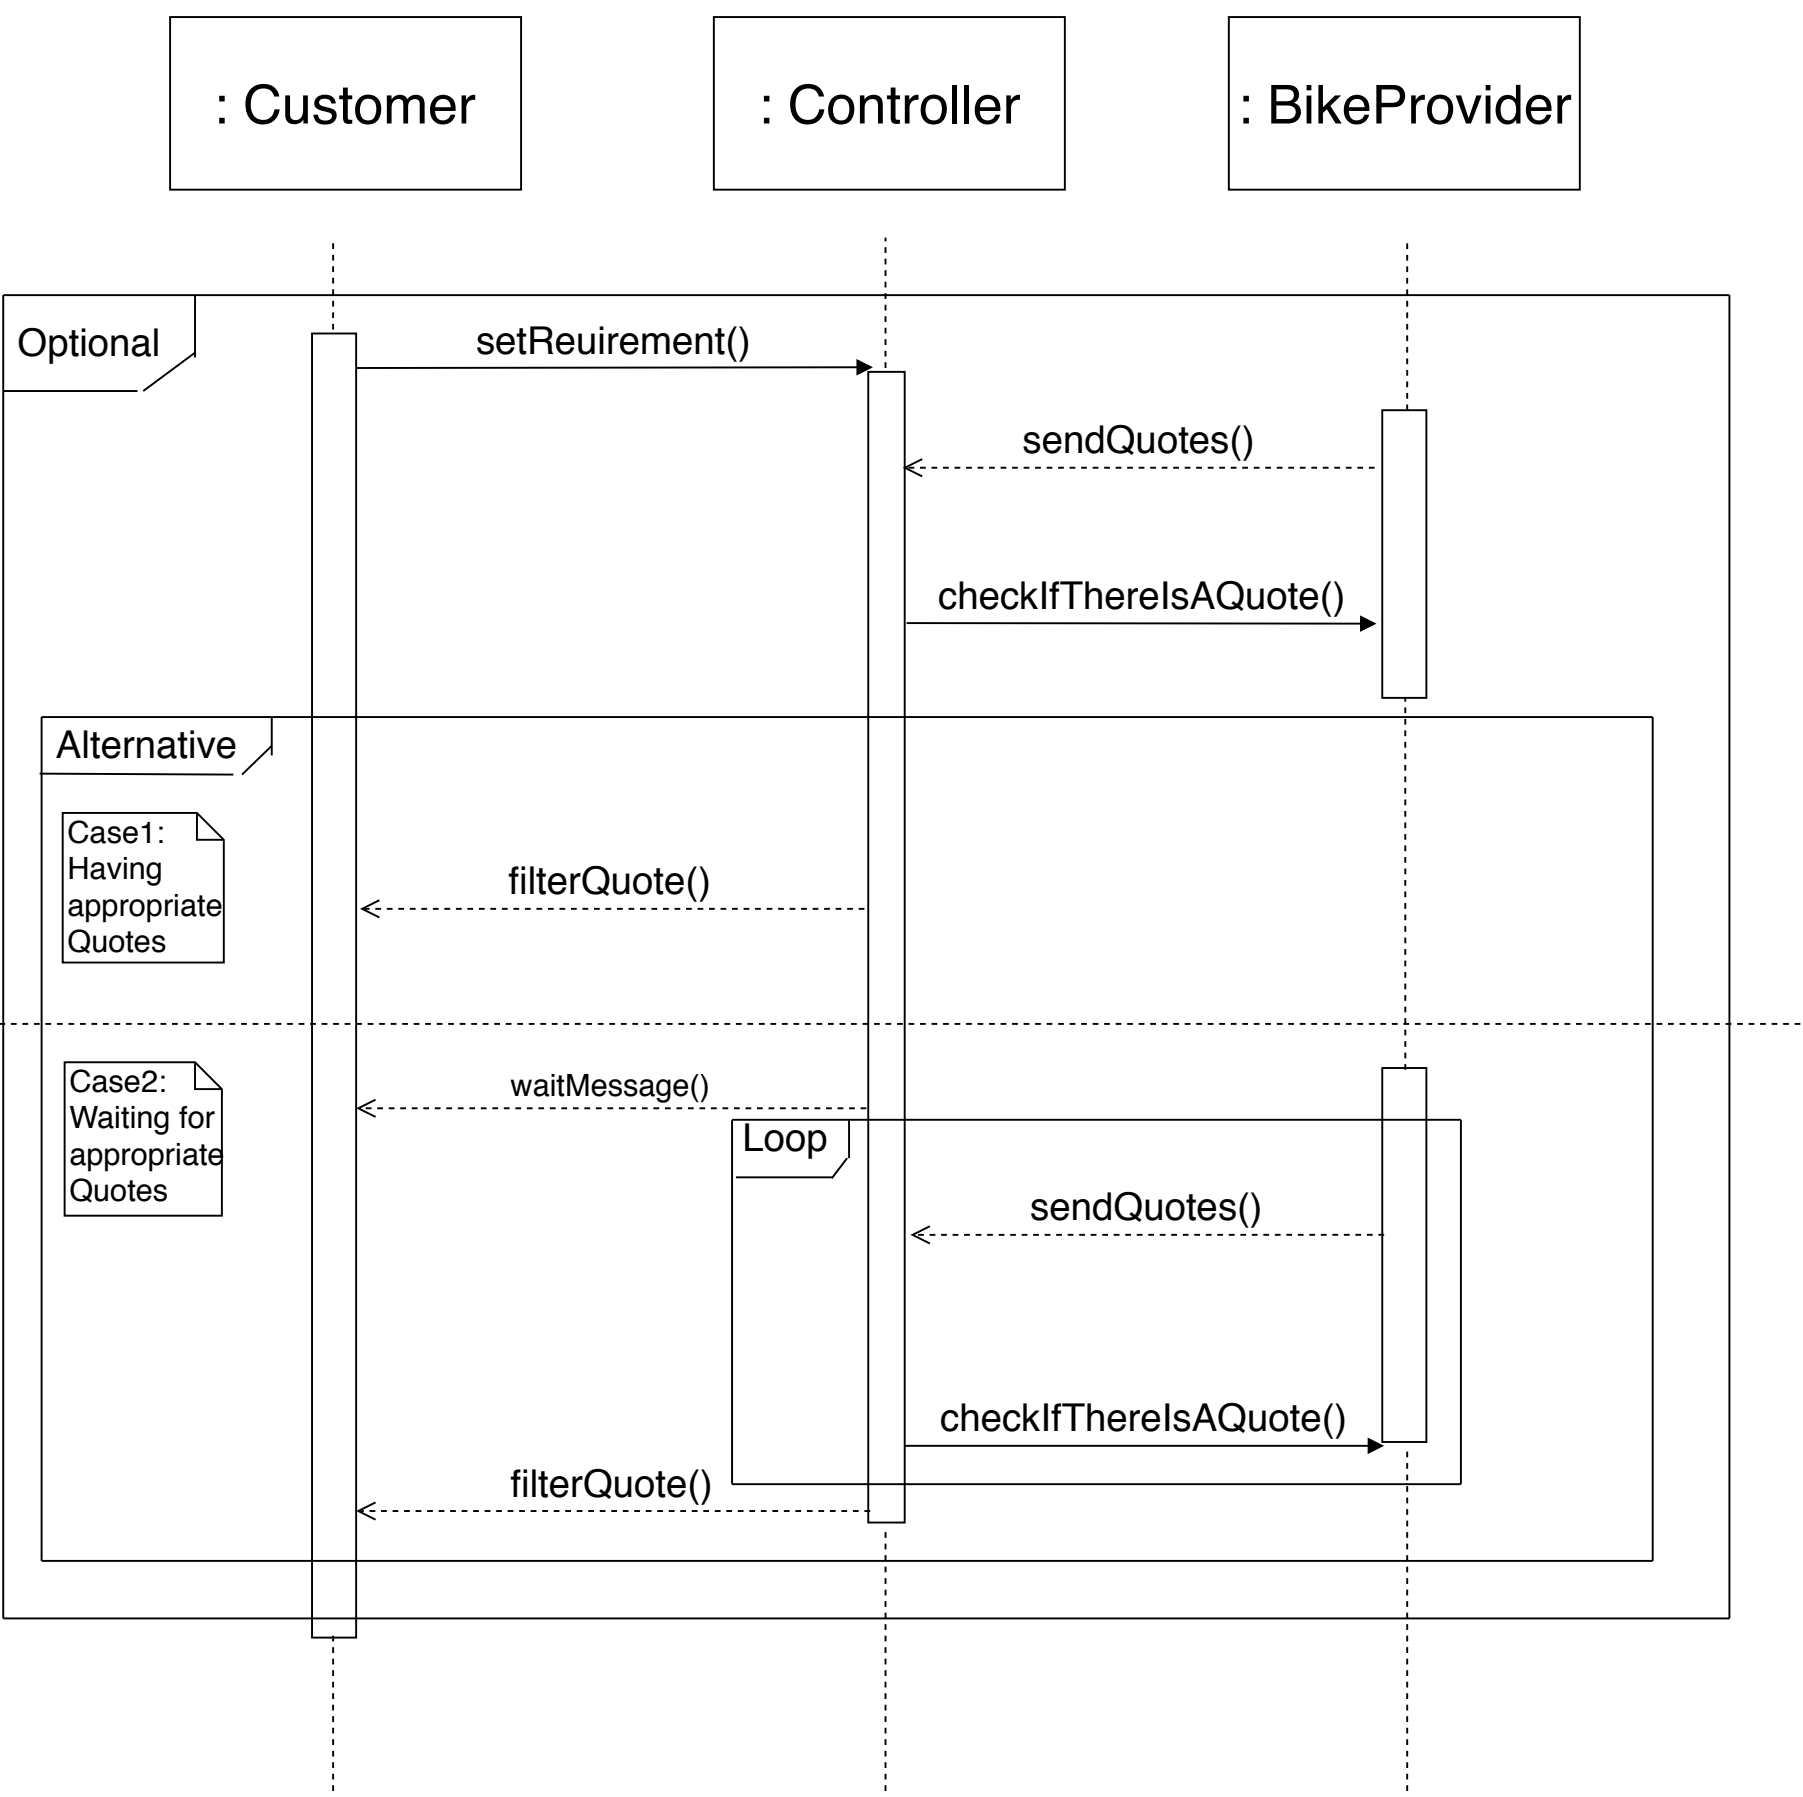 : Customer
: Controller
: BikeProvider
Optional
setReuirement()
sendQuotes()
checkIfThereIsAQuote()
Alternative
Case1:
Having
appropriate
Quotes
filterQuote()
Case2:
Waiting for
appropriate
Quotes
waitMessage()
Loop
sendQuotes()
checkIfThereIsAQuote()
filterQuote()